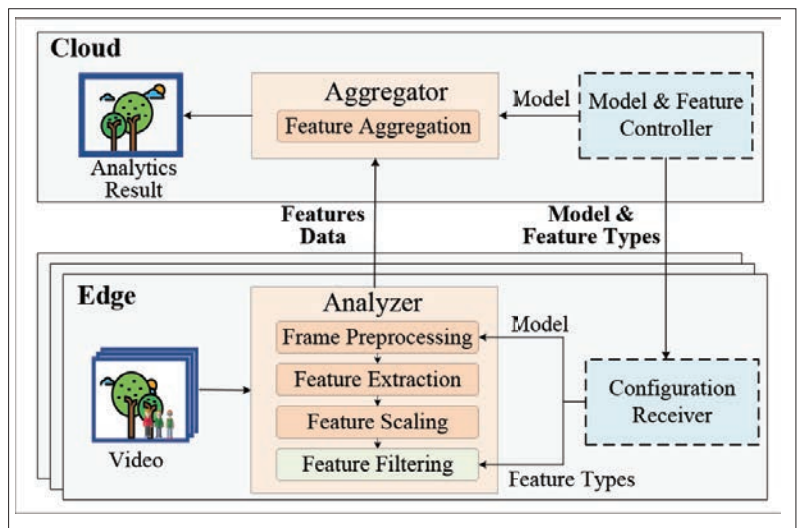 Cloud
Analytics
Result
Aggregator
Feature Aggregation
Model
Model & Feature
Controller
Features
Data
Model &
Feature Types
Edge
Video
Analyzer
Frame Preprocessing
Feature Extraction
Feature Scaling
Feature Filtering
Model
Feature Types
Configuration
Receiver